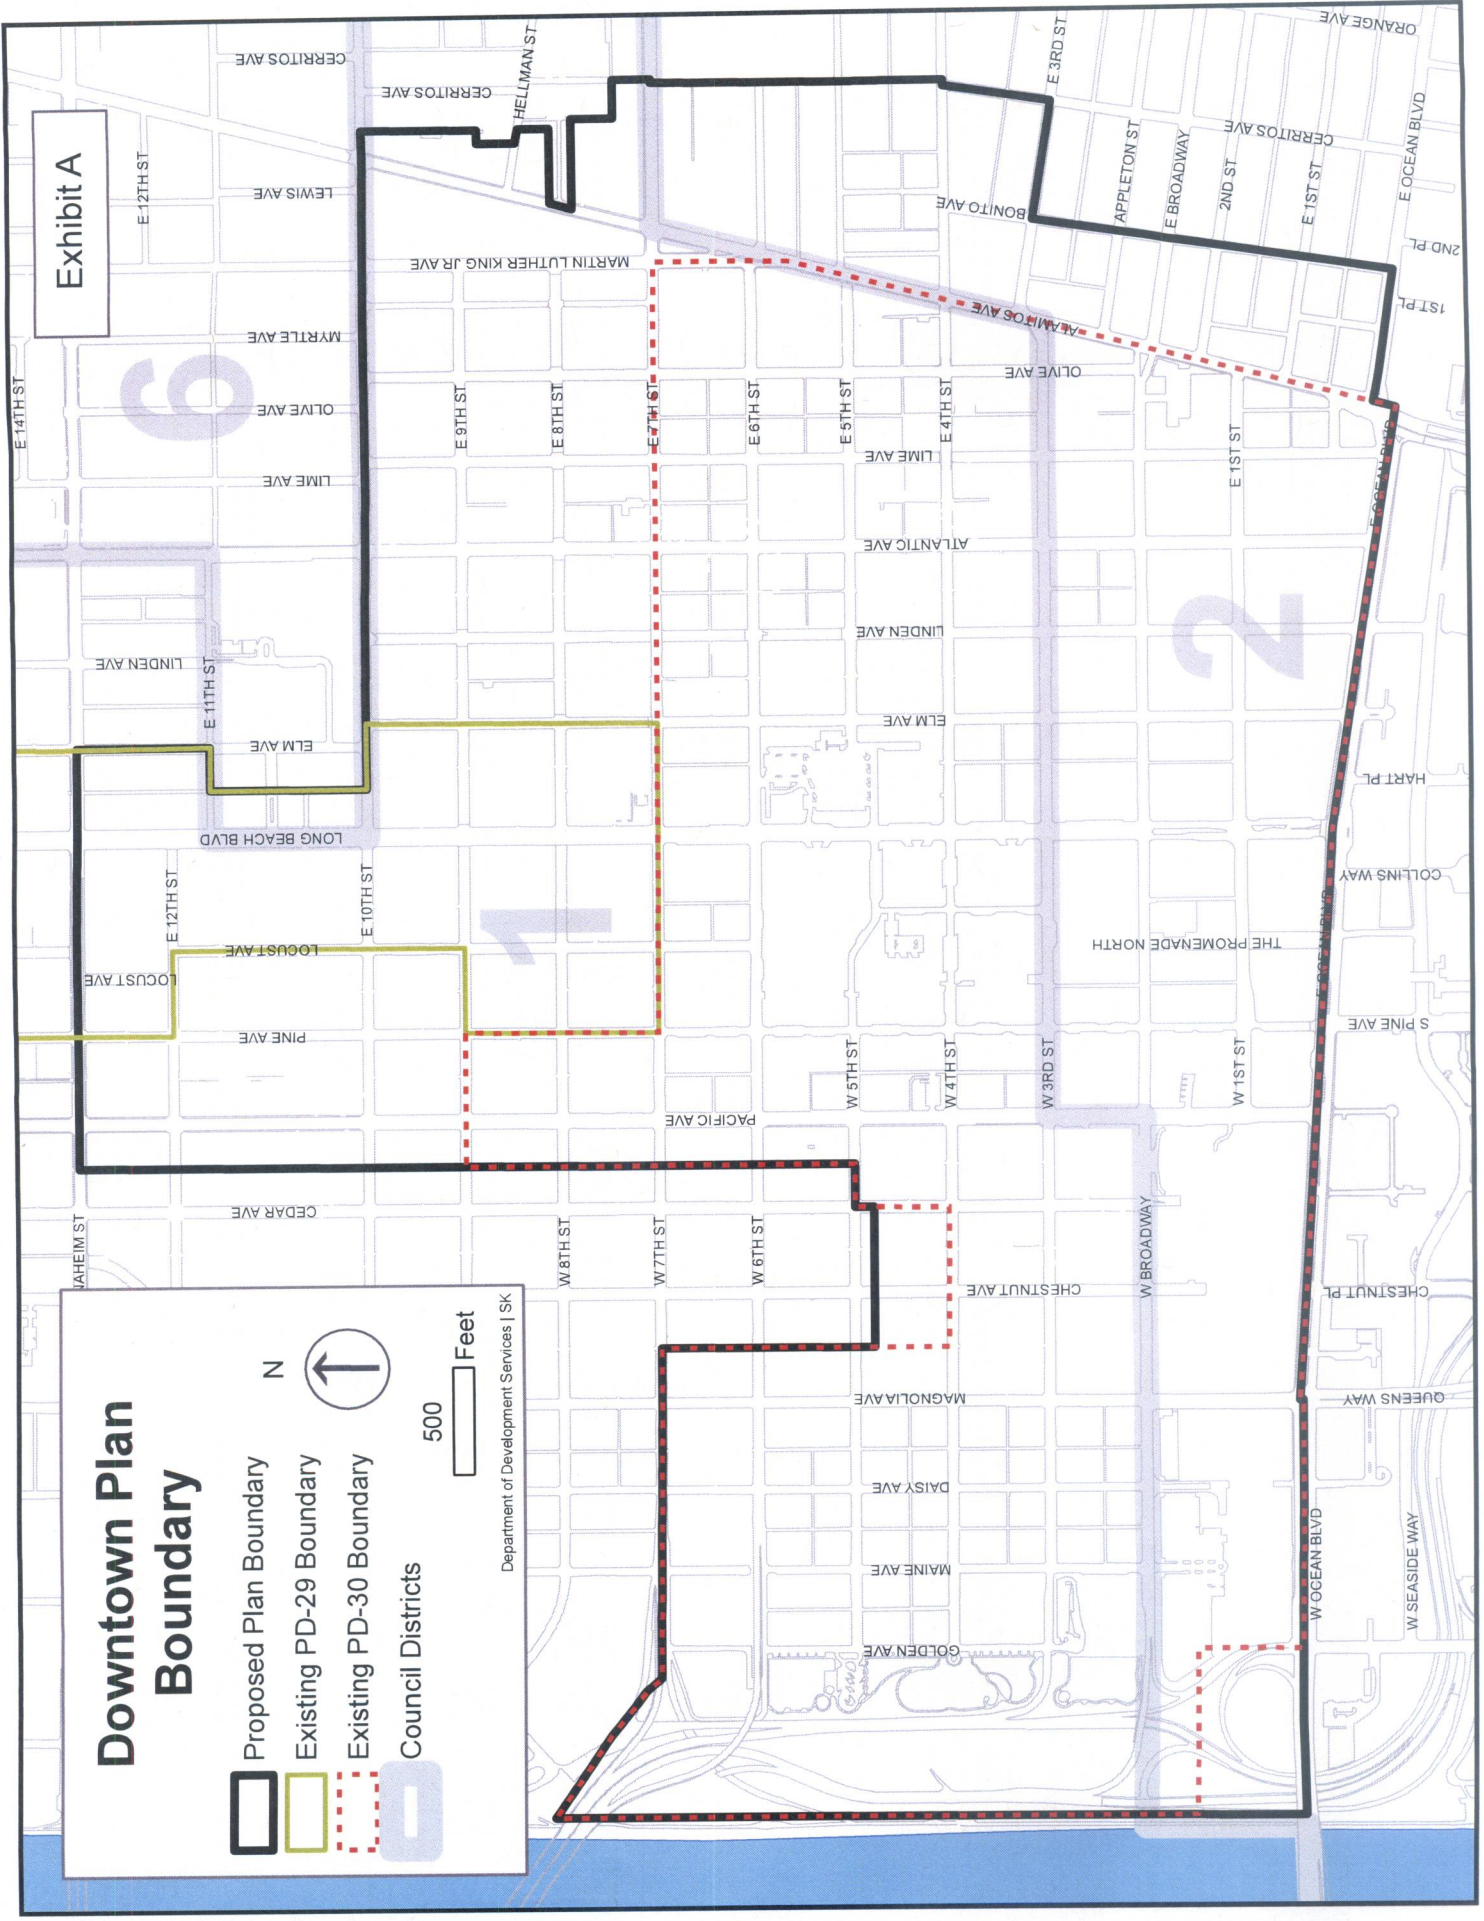 Exhibit A
Downtown Plan
Boundary
Proposed Plan Boundary
Existing PD-29 Boundary
Existing PD-30 Boundary
Council Districts
N
500
Feet
Department of Development Services | SK
6
1
2
NAHEIM ST
CEDAR AVE
PINE AVE
LOCUST AVE
LOCUST AVE
E 12TH ST
E 10TH ST
LONG BEACH BLVD
ELM AVE
E 11TH ST
LINDEN AVE
E 14TH ST
LIME AVE
OLIVE AVE
MYRTLE AVE
LEWIS AVE
E 12TH ST
CERRITOS AVE
CERRITOS AVE
HELLMAN ST
MARTIN LUTHER KING JR AVE
E 9TH ST
E 8TH ST
E 7TH ST
E 6TH ST
E 5TH ST
E 4TH ST
W 8TH ST
W 7TH ST
W 6TH ST
PACIFIC AVE
W 5TH ST
W 4TH ST
W 3RD ST
W 1ST ST
ELM AVE
LINDEN AVE
ATLANTIC AVE
LIME AVE
OLIVE AVE
ALAMITOS AVE
BONITO AVE
E 3RD ST
ORANGE AVE
APPLETON ST
E BROADWAY
2ND ST
E 1ST ST
CERRITOS AVE
E OCEAN BLVD
2ND PL
1ST PL
E 1ST ST
E OCEAN BLVD
HART PL
COLLINS WAY
THE PROMENADE NORTH
E OCEAN BLVD
S PINE AVE
CHESTNUT AVE
W BROADWAY
CHESTNUT PL
MAGNOLIA AVE
QUEENS WAY
DAISY AVE
MAINE AVE
GOLDEN AVE
W OCEAN BLVD
W SEASIDE WAY